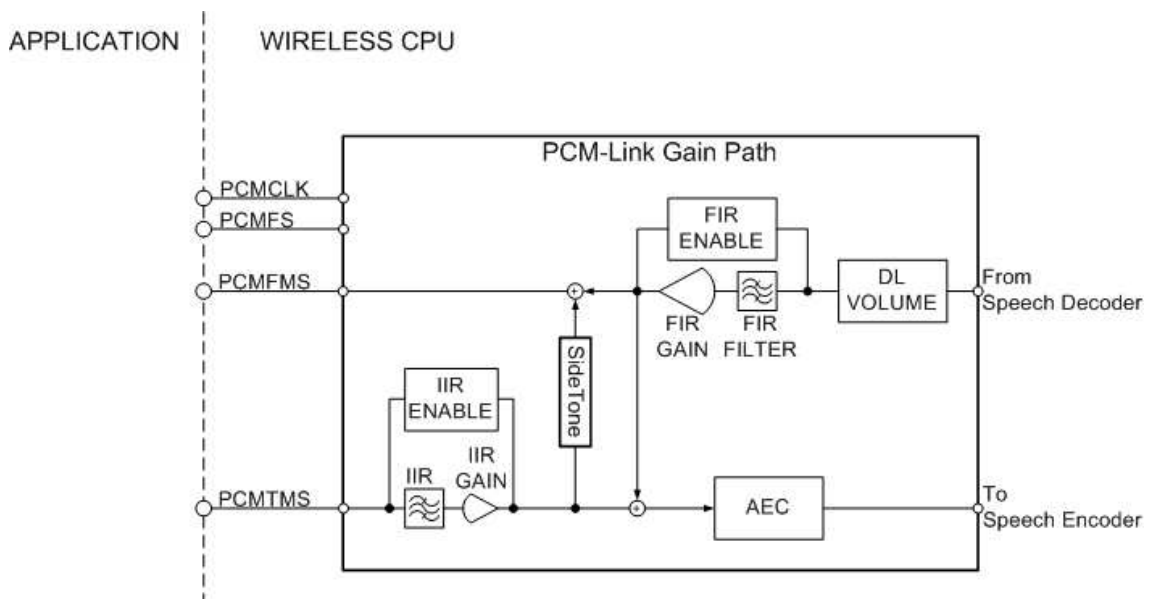 APPLICATION
WIRELESS CPU
PCM-Link Gain Path
PCMCLK
PCMFS
PCMFMS
FIR
ENABLE
FIR
GAIN
FIR
FILTER
DL
VOLUME
From
Speech Decoder
SideTone
IIR
ENABLE
IIR
IIR
GAIN
PCMTMS
AEC
To
Speech Encoder